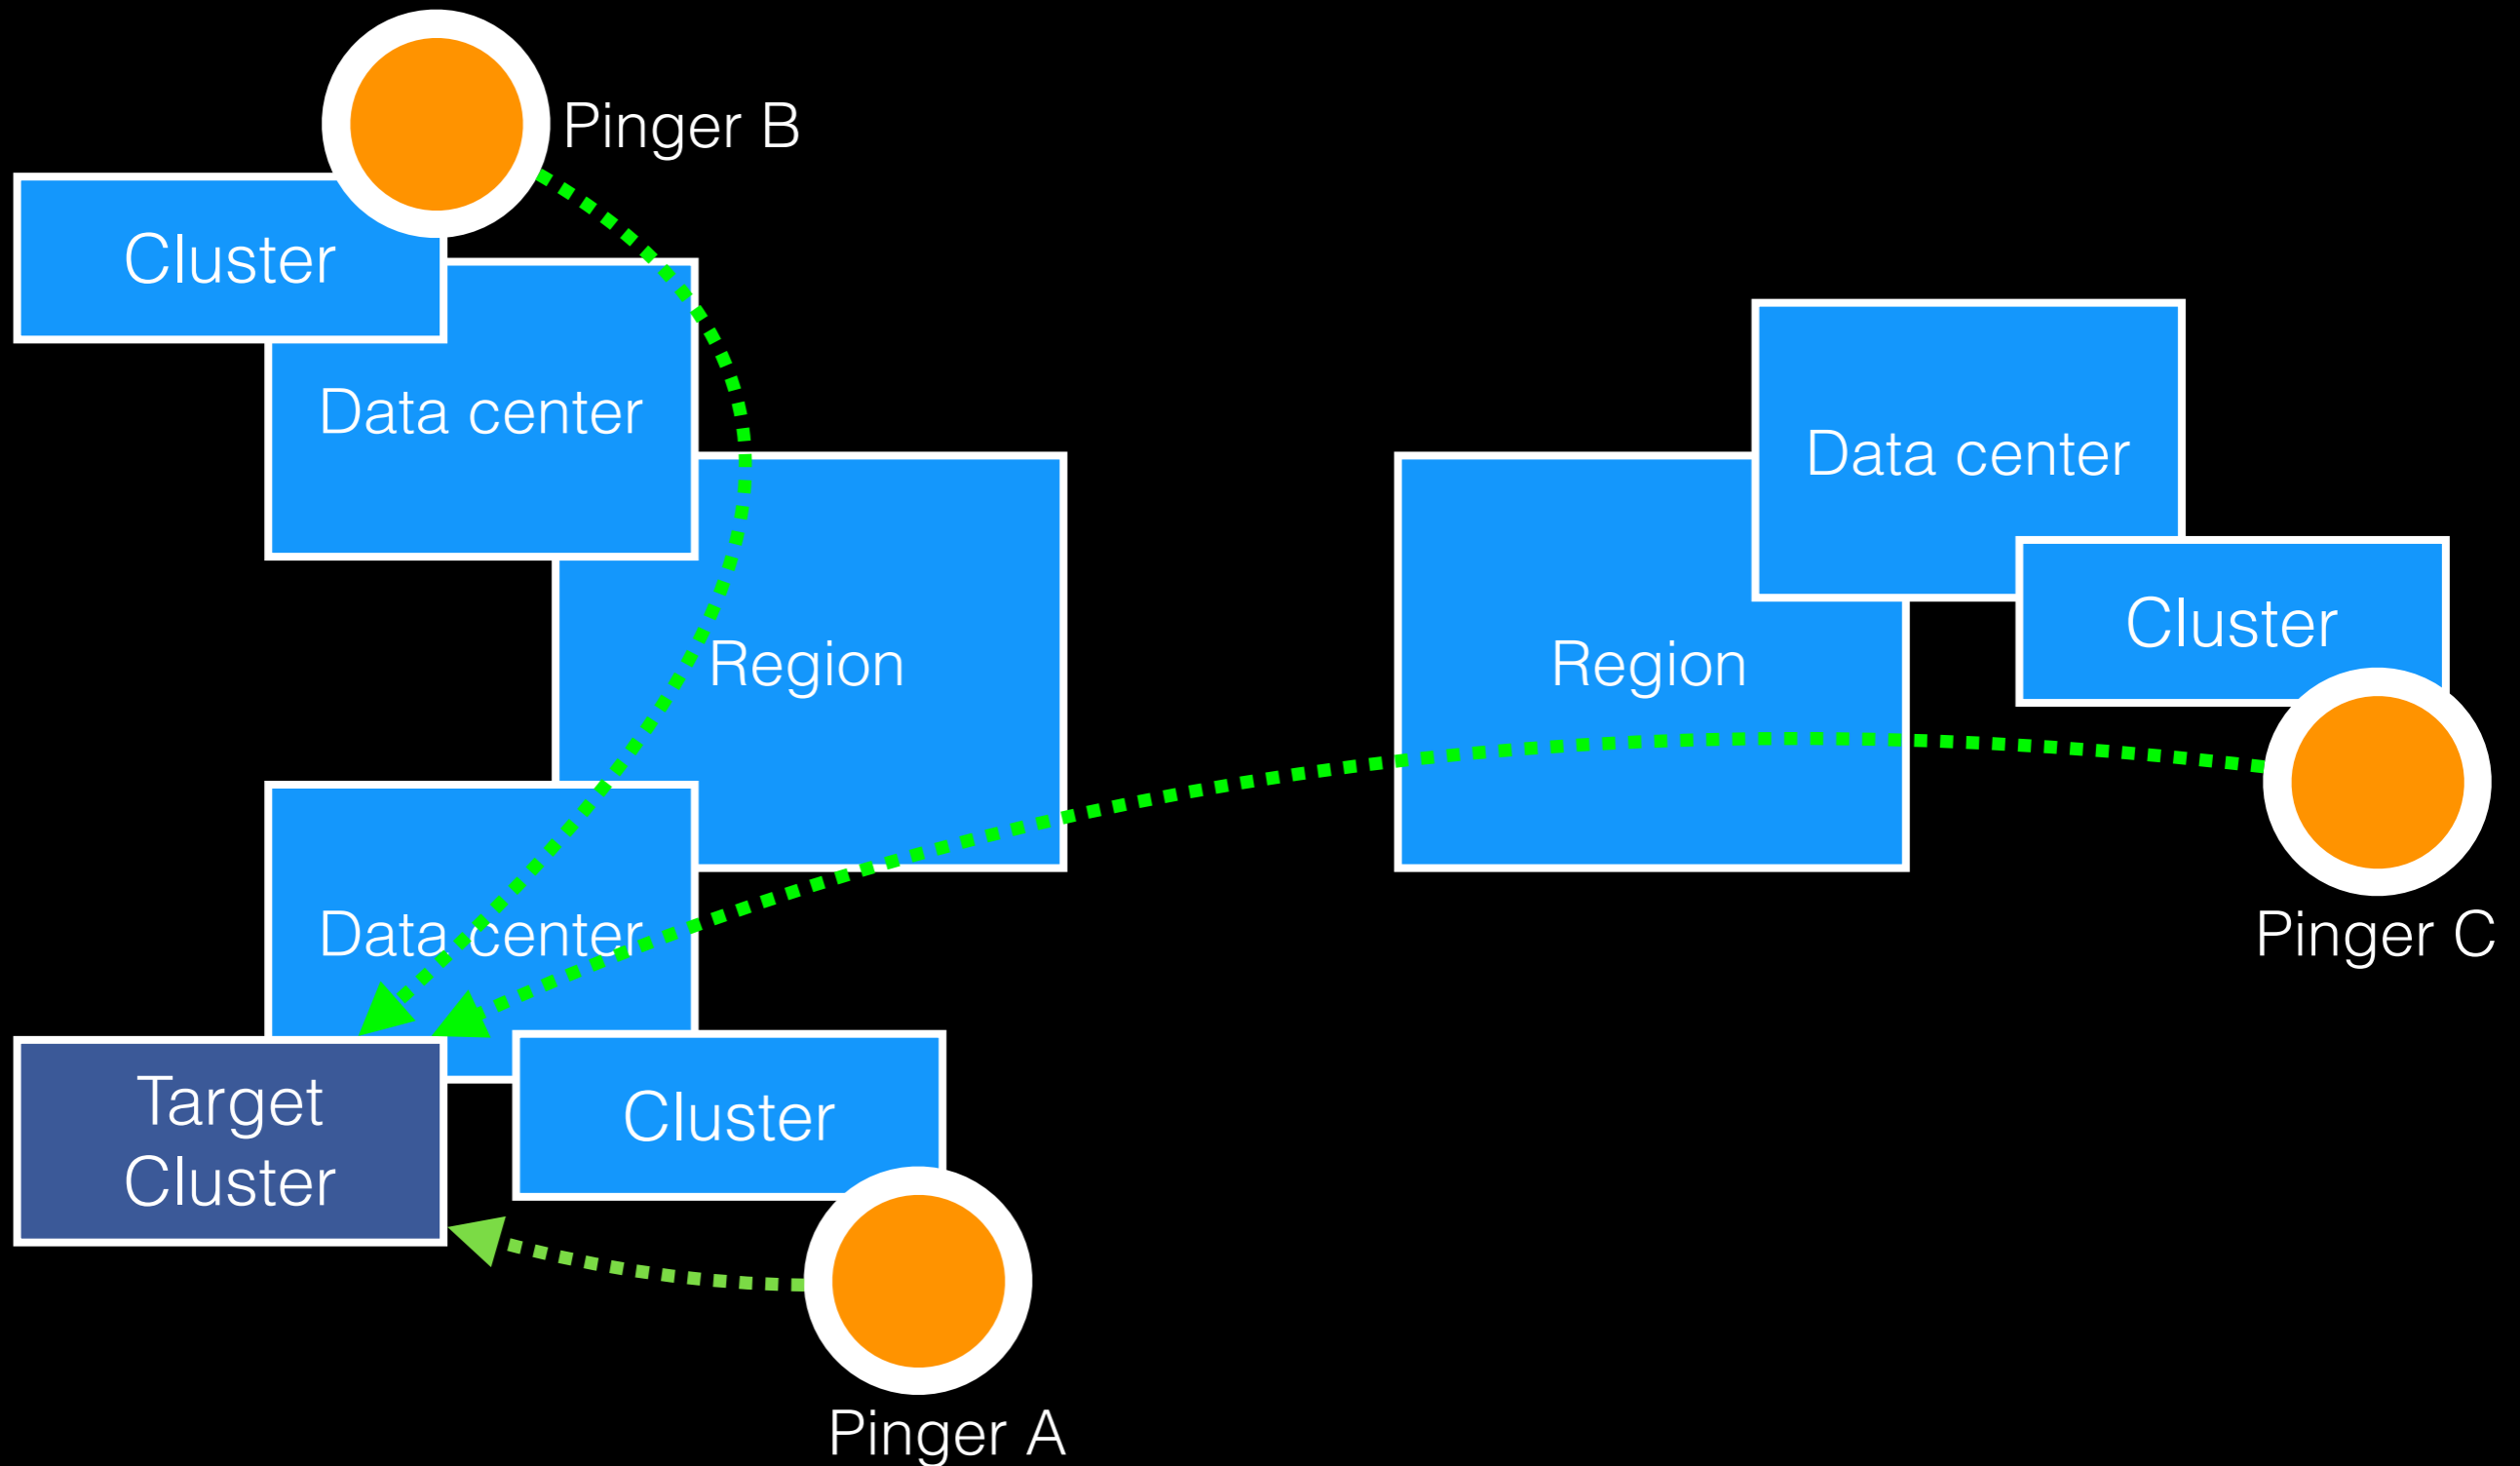 Pinger B
Cluster
Data center
Region
Data center
Target
Cluster
Cluster
Pinger A
Data center
Region
Cluster
Pinger C